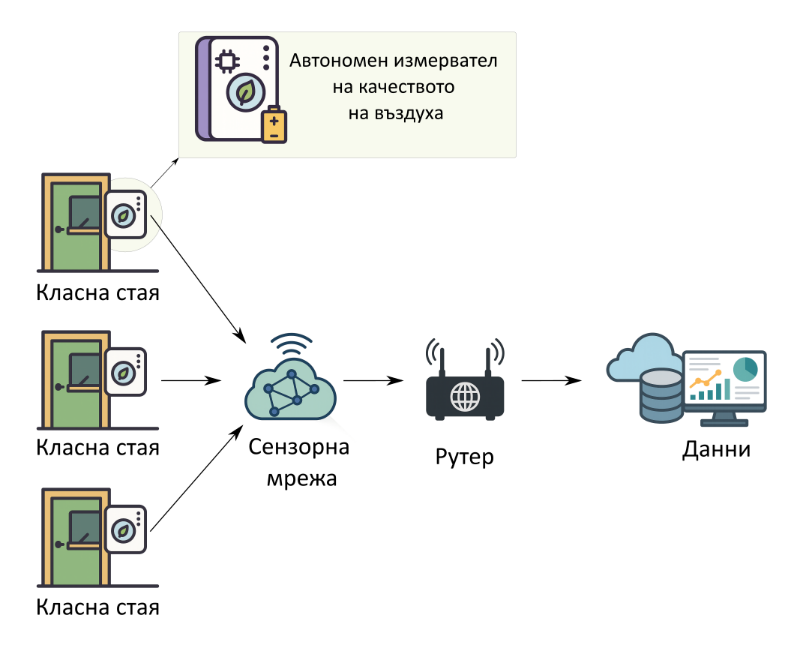 Автономен измервател
на качеството
на въздуха
Класна стая
Класна стая
Класна стая
Сензорна
мрежа
Рутер
Данни